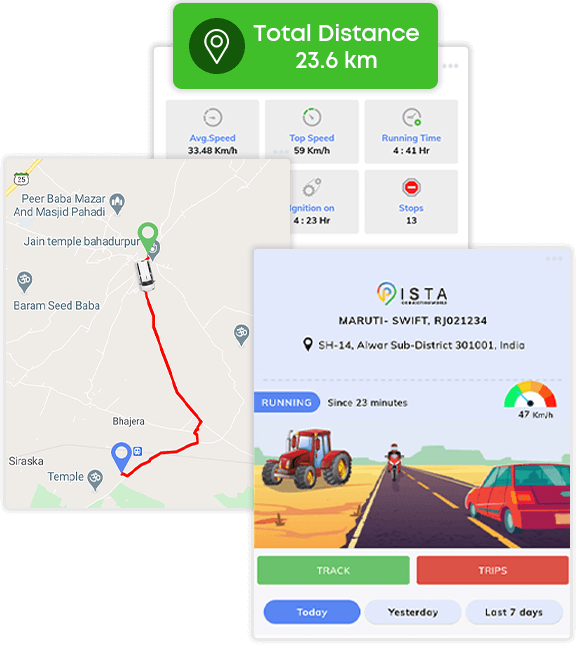 Total Distance
23.6 km
Avg.Speed
33.48 Km/h
Top Speed
59 Km/h
Running Time
4 : 41 Hr
Ignition on
4 : 23 Hr
Stops
13
25
Peer Baba Mazar
And Masjid Pahadi
Jain temple bahadurpur
Baram Seed Baba
Bhajera
Siraska
Temple
PISTA
MARUTI- SWIFT, RJ021234
SH-14, Alwar Sub-District 301001, India
RUNNING
Since 23 minutes
47 Km/h
TRACK
TRIPS
Today
Yesterday
Last 7 days